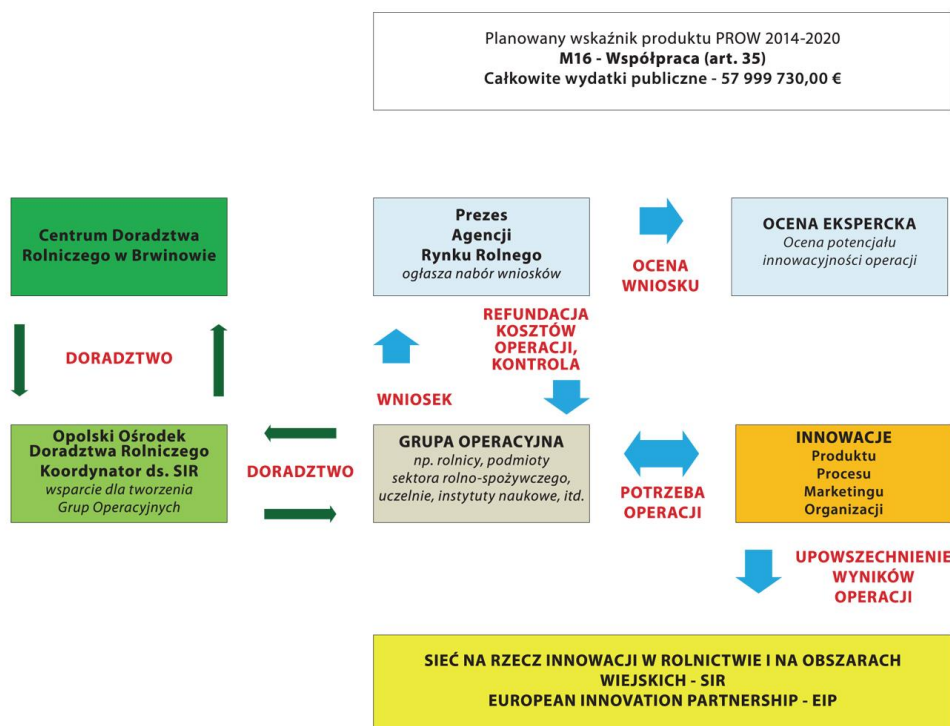 Planowany wskaźnik produktu PROW 2014-2020
M16 - Współpraca (art. 35)
Całkowite wydatki publiczne - 57 999 730,00 €
Centrum Doradztwa
Rolniczego w Brwinowie
Prezes
Agencji
Rynku Rolnego
ogłasza nabór wniosków
OCENA
WNIOSKU
OCENA EKSPERCKA
Ocena potencjału
innowacyjności operacji
DORADZTWO
WNIOSEK
REFUNDACJA
KOSZTÓW
OPERACJI,
KONTROLA
Opolski Ośrodek
Doradztwa Rolniczego
Koordynator ds. SIR
wsparcie dla tworzenia
Grup Operacyjnych
DORADZTWO
GRUPA OPERACYJNA
np. rolnicy, podmioty
sektora rolno-spożywczego,
uczelnie, instytuty naukowe, itd.
POTRZEBA
OPERACJI
INNOWACJE
Produktu
Procesu
Marketingu
Organizacji
UPOWSZECHNIENIE
WYNIKÓW
OPERACJI
SIEĆ NA RZECZ INNOWACJI W ROLNICTWIE I NA OBSZARACH
WIEJSKICH - SIR
EUROPEAN INNOVATION PARTNERSHIP - EIP